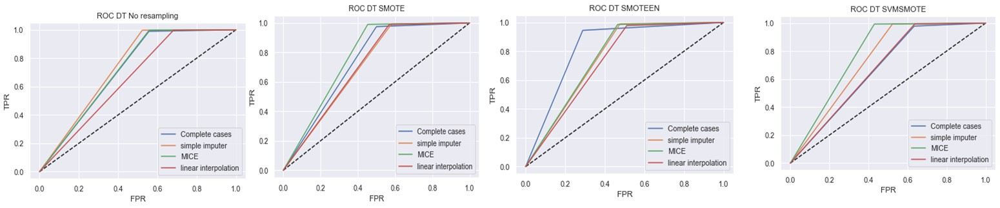 ROC DT No resampling
TPR
1.0
0.8
0.6
0.4
0.2
0.0
Complete cases
simple imputer
MICE
linear interpolation
0.0 0.2 0.4 0.6 0.8 1.0
FPR
ROC DT SMOTE
TPR
1.0
0.8
0.6
0.4
0.2
0.0
Complete cases
simple imputer
MICE
linear interpolation
0.0 0.2 0.4 0.6 0.8 1.0
FPR
ROC DT SMOTEEN
TPR
1.0
0.8
0.6
0.4
0.2
0.0
Complete cases
simple imputer
MICE
linear interpolation
0.0 0.2 0.4 0.6 0.8 1.0
FPR
ROC DT SVMSMOTE
TPR
1.0
0.8
0.6
0.4
0.2
0.0
Complete cases
simple imputer
MICE
linear interpolation
0.0 0.2 0.4 0.6 0.8 1.0
FPR